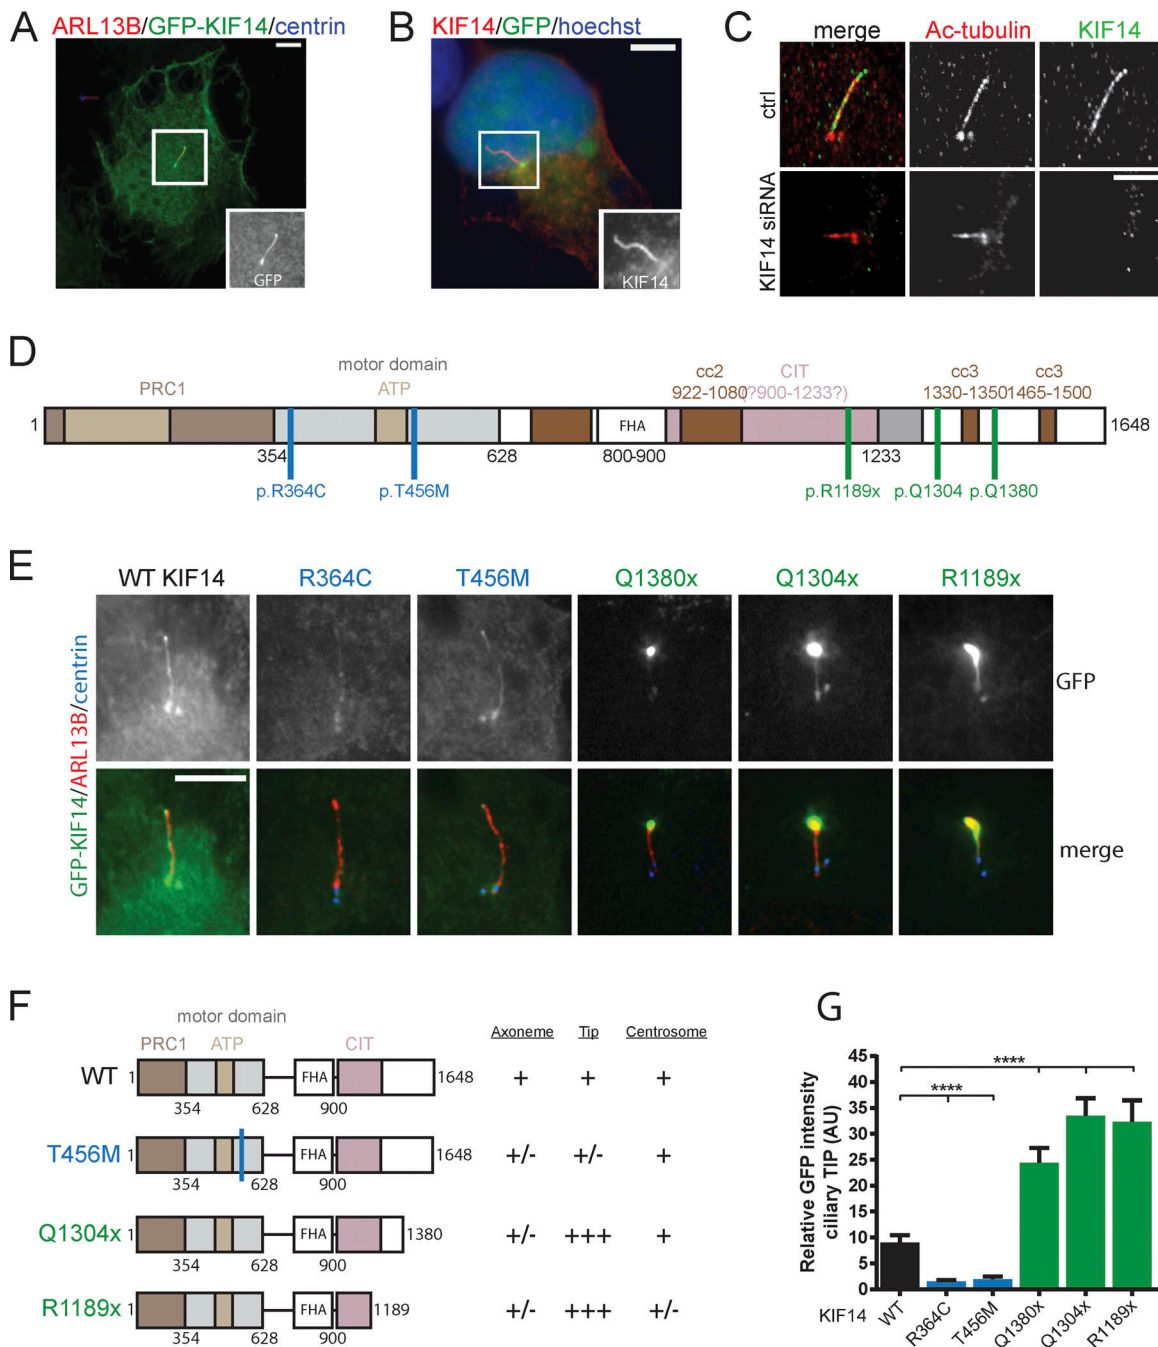 A
ARL13B/GFP-KIF14/centrin
GFP
B
KIF14/GFP/hoechst
KIF14
C
merge Ac-tubulin KIF14
ctrl
KIF14 siRNA
D
motor domain
PRC1 ATP
cc2 CIT cc3 cc3
922-1080 (?900-1233?) 1330-1350 1465-1500
1 FHA 1648
354 628 800-900 1233
p.R364C p.T456M p.R1189x p.Q1304 p.Q1380
E
WT KIF14 R364C T456M Q1380x Q1304x R1189x
GFP-KIF14/ARL13B/centrin
GFP
merge
F
motor domain
PRC1 ATP CIT
Axoneme Tip Centrosome
WT 1 FHA 1648 + + +
354 628 900
T456M 1 FHA 1648 +/- +/- +
354 628 900
Q1304x 1 FHA 1380 +/- +++ +
354 628 900
R1189x 1 FHA 1189 +/- +++ +/-
354 628 900
G
Relative GFP intensity
ciliary TIP (AU)
45
40
35
30
25
20
15
10
5
0
****
****
KIF14 WT R364C T456M Q1380x Q1304x R1189x